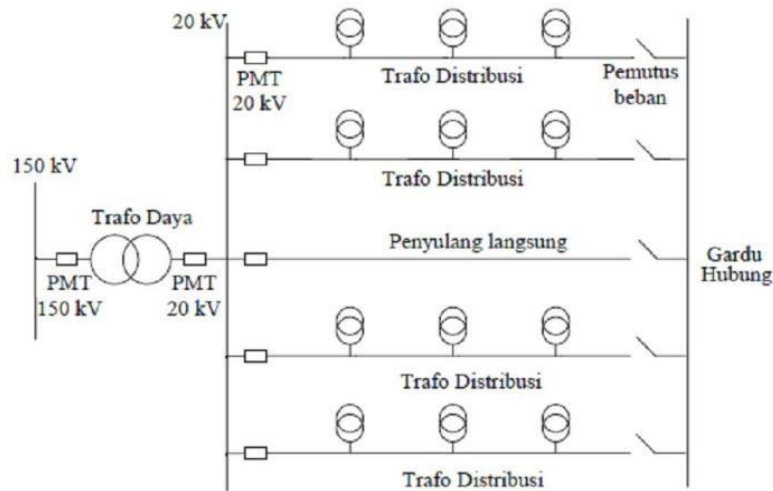 20 kV
PMT
20 kV
Trafo Distribusi
Pemutus
beban
Trafo Distribusi
150 kV
Trafo Daya
PMT
150 kV
PMT
20 kV
Penyulang langsung
Gardu
Hubung
Trafo Distribusi
Trafo Distribusi